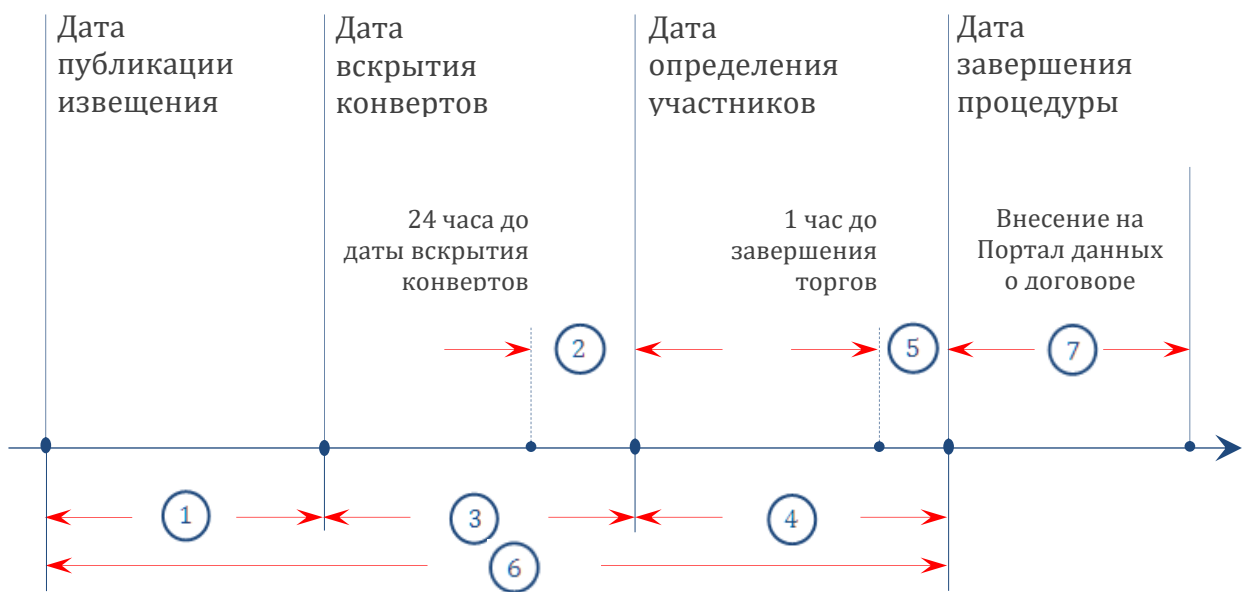 Дата
публикации
извещения
Дата
вскрытия
конвертов
Дата
определения
участников
Дата
завершения
процедуры
24 часа до
даты вскрытия
конвертов
1 час до
завершения
торгов
Внесение на
Портал данных
о договоре
2
5
7
1
3
4
6